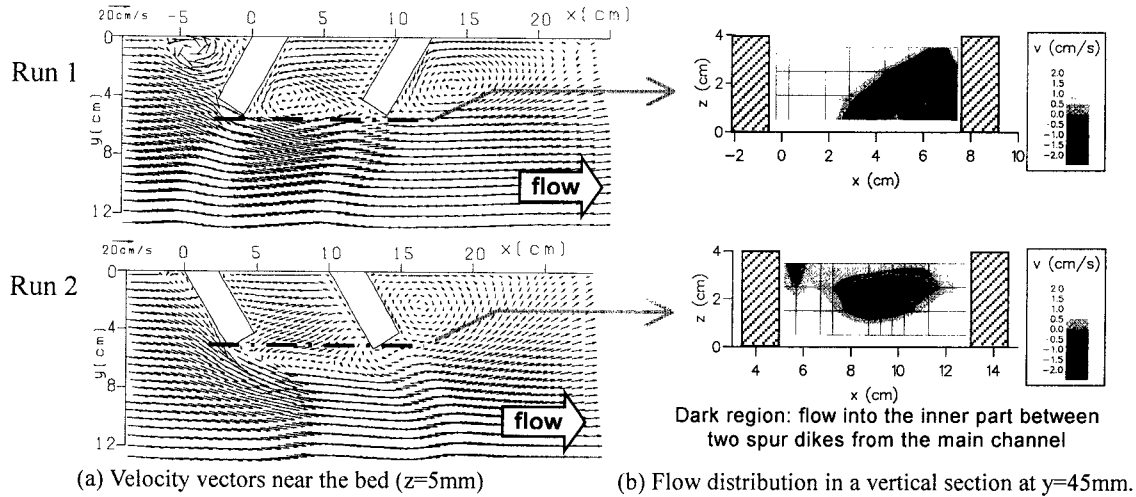 20cm/s -5 0 5 10 15 20 x(cm)
Run 1
0
4
8
12
y(cm)
flow
z (cm)
4
2
0
-2 0 2 4 6 8 10
x (cm)
v (cm/s)
2.0
1.5
1.0
0.5
0.0
-0.5
-1.0
-1.5
-2.0
20cm/s 0 5 10 15 20 x(cm)
Run 2
0
4
8
12
y(cm)
flow
z (cm)
4
2
0
4 6 8 10 12 14
x (cm)
v (cm/s)
2.0
1.5
1.0
0.5
0.0
-0.5
-1.0
-1.5
-2.0
Dark region: flow into the inner part between
two spur dikes from the main channel
(a) Velocity vectors near the bed (z=5mm)
(b) Flow distribution in a vertical section at y=45mm.